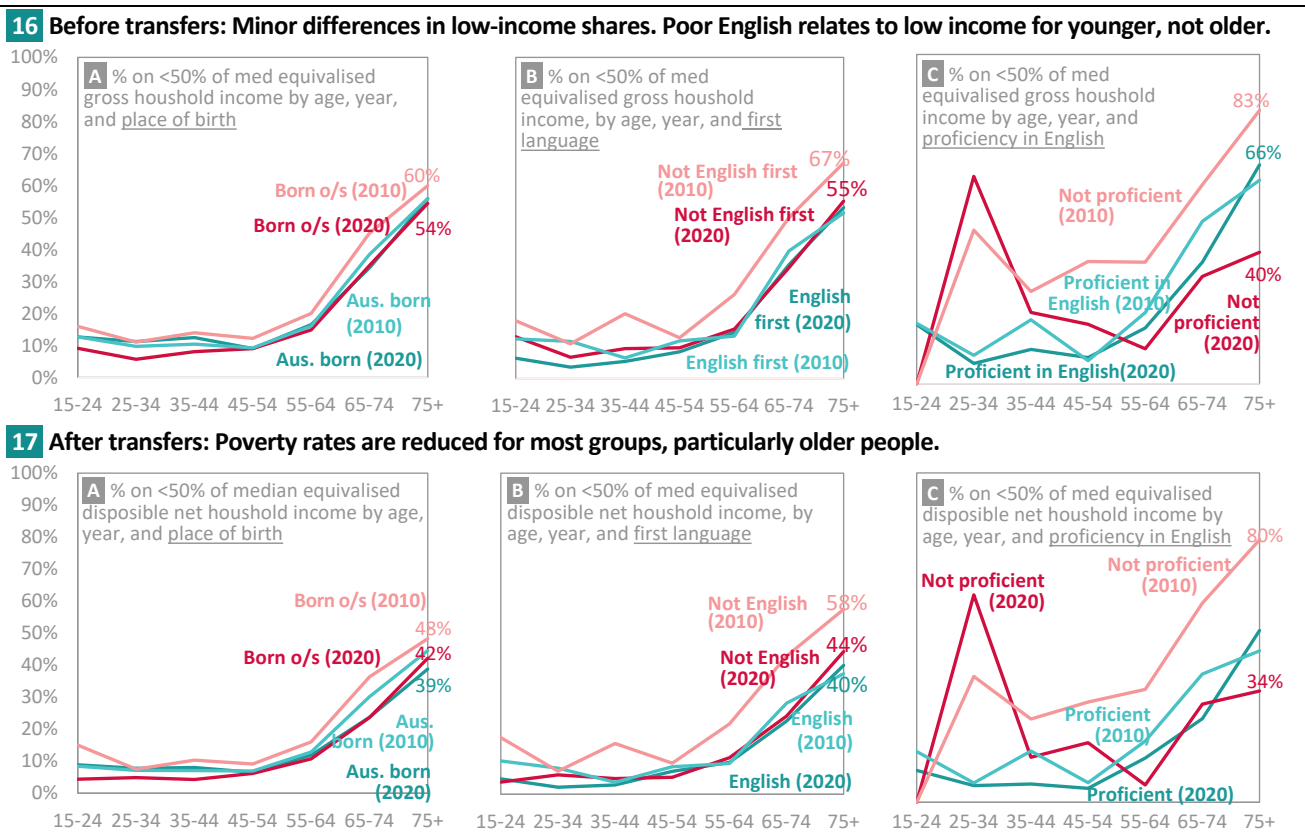 16 Before transfers: Minor differences in low-income shares. Poor English relates to low income for younger, not older.
100%
90%
80%
70%
60%
50%
40%
30%
20%
10%
0%
A % on <50% of med equivalised
gross houshold income by age, year,
and place of birth
60%
Born o/s (2010)
Born o/s (2020)
54%
Aus. born
(2010)
Aus. born (2020)
15-24 25-34 35-44 45-54 55-64 65-74 75+
B % on <50% of med
equivalised gross houshold
income, by age, year, and first
language
67%
Not English first
(2010)
55%
Not English first
(2020)
English
first (2020)
English first (2010)
15-24 25-34 35-44 45-54 55-64 65-74 75+
C % on <50% of med
equivalised gross houshold
income by age, year, and
proficiency in English
83%
66%
Not proficient
(2010)
Proficient in
English (2010)
40%
Not
proficient
(2020)
Proficient in English(2020)
15-24 25-34 35-44 45-54 55-64 65-74 75+
17 After transfers: Poverty rates are reduced for most groups, particularly older people.
100%
90%
80%
70%
60%
50%
40%
30%
20%
10%
0%
A % on <50% of median equivalised
disposible net houshold income by age,
year, and place of birth
Born o/s (2010)
48%
Born o/s (2020)
42%
39%
Aus.
born (2010)
Aus. born
(2020)
15-24 25-34 35-44 45-54 55-64 65-74 75+
B % on <50% of med equivalised
disposible net houshold income, by
age, year, and first language
Not English
(2010)
58%
44%
Not English
(2020)
40%
English
(2010)
English (2020)
15-24 25-34 35-44 45-54 55-64 65-74 75+
C % on <50% of med equivalised
disposible net houshold income by
age, year, and proficiency in English
80%
Not proficient
(2010)
Not proficient
(2020)
34%
Proficient
(2010)
Proficient (2020)
15-24 25-34 35-44 45-54 55-64 65-74 75+